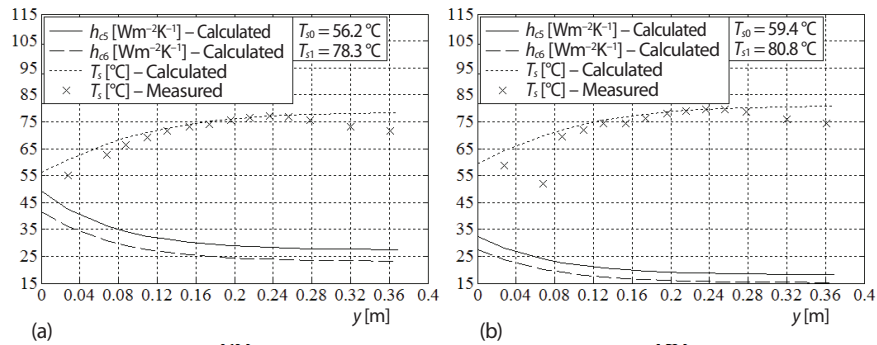 115
105
95
85
75
65
55
45
35
25
15
h_c5 [Wm⁻²K⁻¹] – Calculated
h_c6 [Wm⁻²K⁻¹] – Calculated
T_s [°C] – Calculated
T_s [°C] – Measured
T_s0 = 56.2 °C
T_s1 = 78.3 °C
0 0.04 0.08 0.12 0.16 0.2 0.24 0.28 0.32 0.36 0.4
y [m]
(a)
115
105
95
85
75
65
55
45
35
25
15
h_c5 [Wm⁻²K⁻¹] – Calculated
h_c6 [Wm⁻²K⁻¹] – Calculated
T_s [°C] – Calculated
T_s [°C] – Measured
T_s0 = 59.4 °C
T_s1 = 80.8 °C
0 0.04 0.08 0.12 0.16 0.2 0.24 0.28 0.32 0.36 0.4
y [m]
(b)